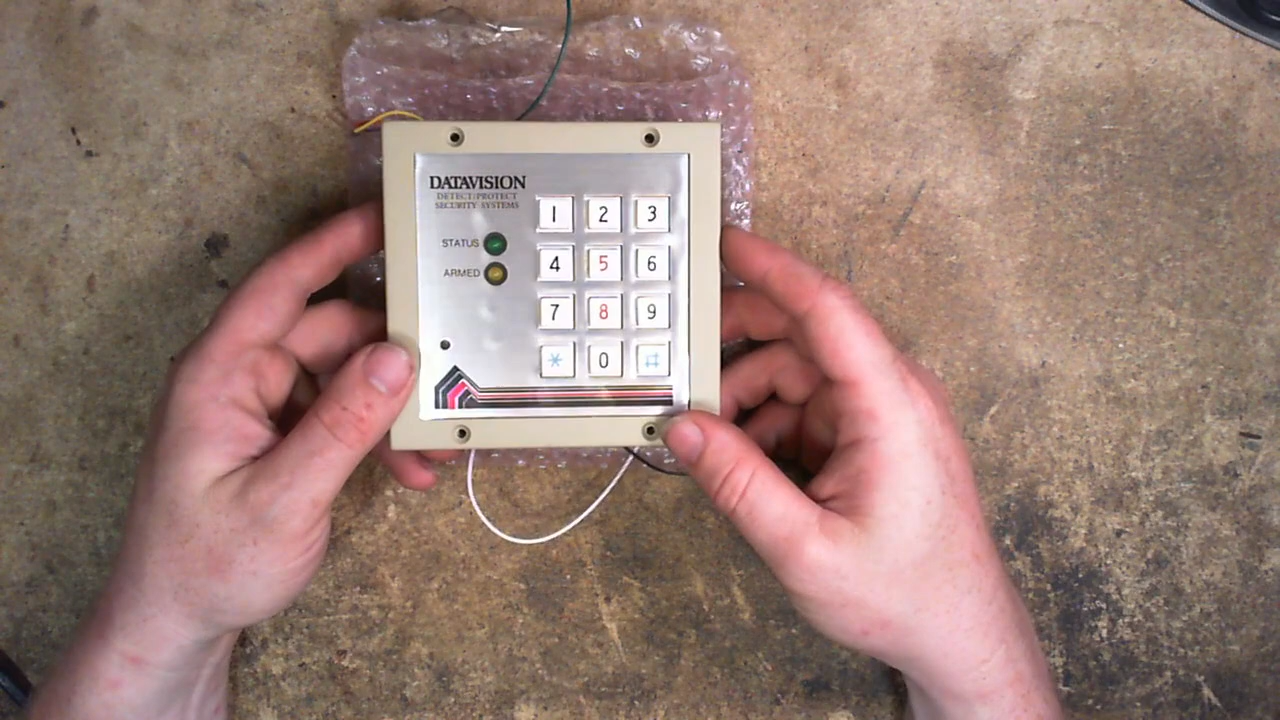 DATAVISION
DETECT/PROTECT
SECURITY SYSTEMS
STATUS
ARMED
1 2 3
4 5 6
7 8 9
* 0 #